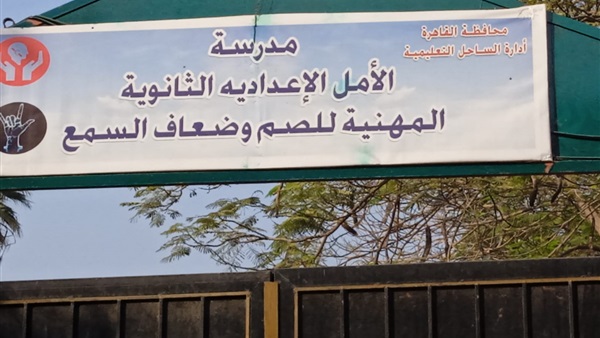 محافظة القاهرة
أدارة الساحل التعليمية
مدرسة
الأمل الإعداديه الثانوية
المهنية للصم وضعاف السمع